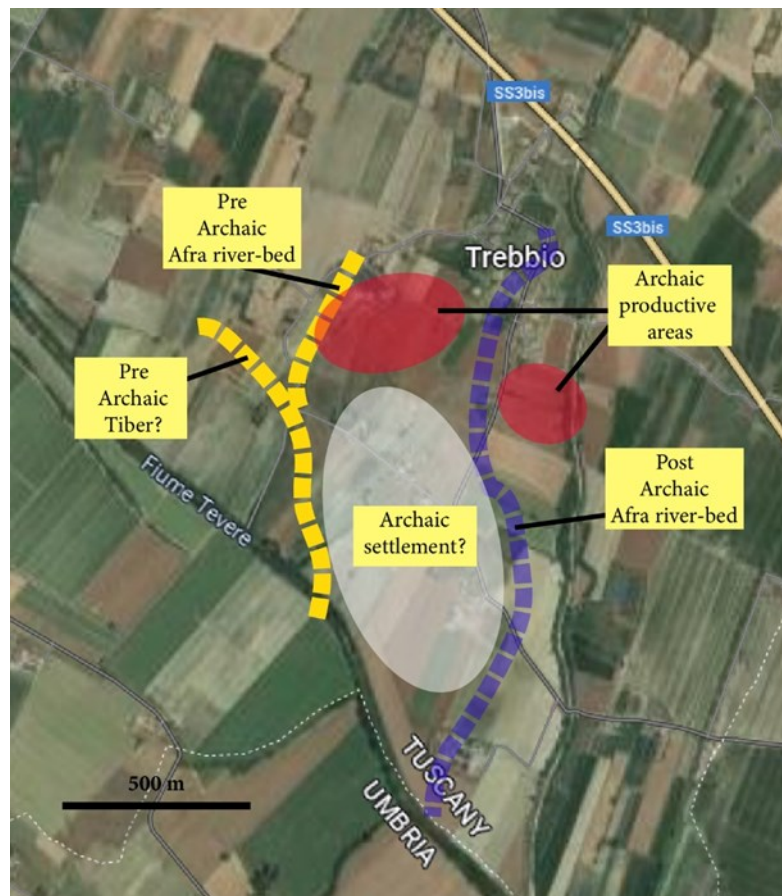 SS3bis
Pre
Archaic
Afra river-bed
SS3bis
Trebbio
Archaic
productive
areas
Pre
Archaic
Tiber?
Fiume Tevere
Post
Archaic
Afra river-bed
Archaic
settlement?
500 m
TUSCANY
UMBRIA